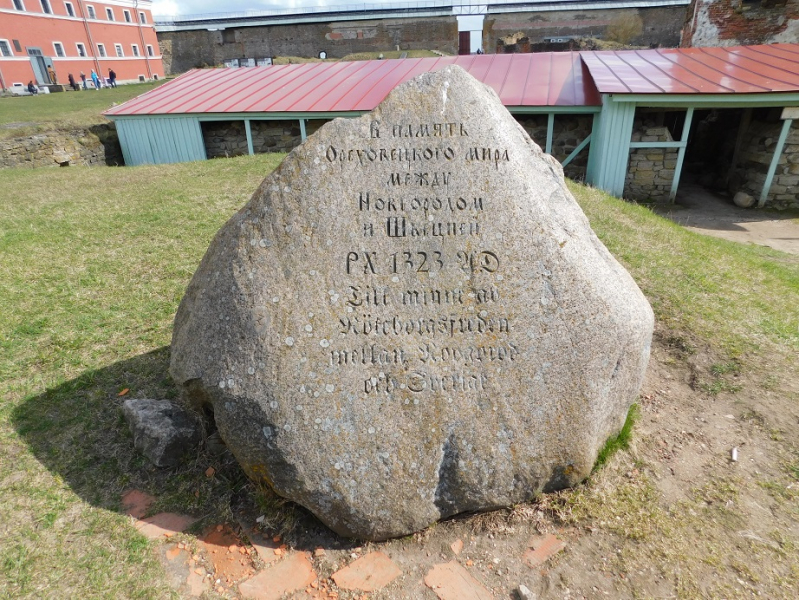 В память
Ореховецкого мира
между
Новгородом
и Швецией
РХ 1323 AD
Till minne av
Nöteborgsfreden
mellan Novgorod
och Sverige